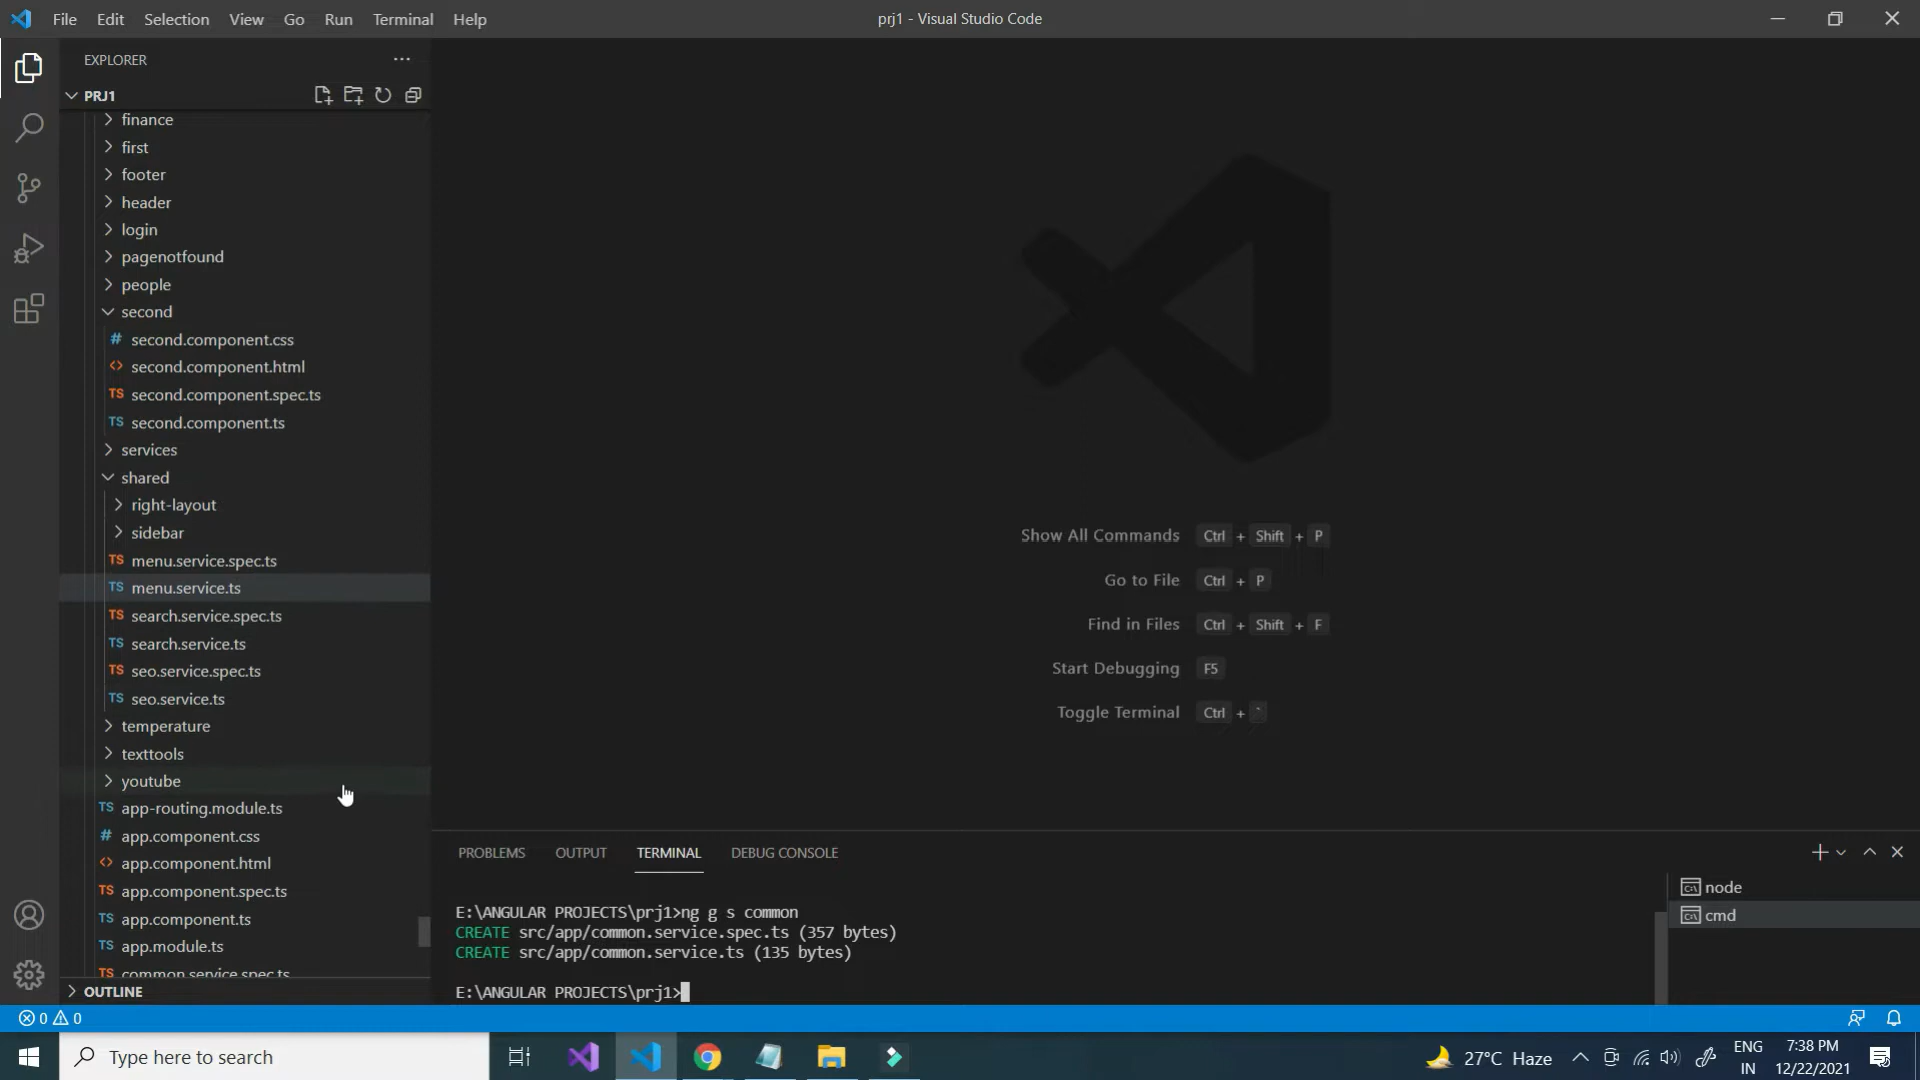 File Edit Selection View Go Run Terminal Help
prj1 - Visual Studio Code
EXPLORER
PRJ1
finance
first
footer
header
login
pagenotfound
people
second
second.component.css
second.component.html
second.component.spec.ts
second.component.ts
services
shared
right-layout
sidebar
menu.service.spec.ts
menu.service.ts
search.service.spec.ts
search.service.ts
seo.service.spec.ts
seo.service.ts
temperature
texttools
youtube
app-routing.module.ts
app.component.css
app.component.html
app.component.spec.ts
app.component.ts
app.module.ts
common.service.spec.ts
OUTLINE
Show All Commands Ctrl + Shift + P
Go to File Ctrl + P
Find in Files Ctrl + Shift + F
Start Debugging F5
Toggle Terminal Ctrl + `
PROBLEMS OUTPUT TERMINAL DEBUG CONSOLE
E:\ANGULAR PROJECTS\prj1>ng g s common
CREATE src/app/common.service.spec.ts (357 bytes)
CREATE src/app/common.service.ts (135 bytes)
E:\ANGULAR PROJECTS\prj1>
node
cmd
0 0
Type here to search
27°C Haze
ENG
IN
7:38 PM
12/22/2021